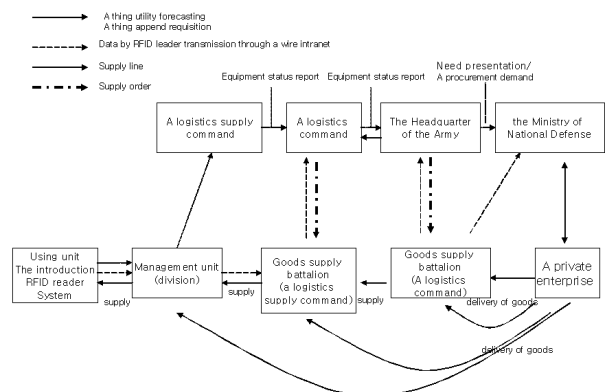 A thing utility forecasting
A thing append requisition
Data by RFID leader transmission through a wire intranet
Supply line
Supply order
Need presentation/
A procurement demand
Equipment status report
Equipment status report
A logistics supply
command
A logistics
command
The Headquarter
of the Army
the Ministry of
National Defense
Using unit
The introduction
RFID reader
System
Management unit
(division)
Goods supply
battalion
(a logistics
supply command)
Goods supply
battalion
(A logistics
command)
A private
enterprise
supply
supply
supply
delivery of goods
delivery of goods